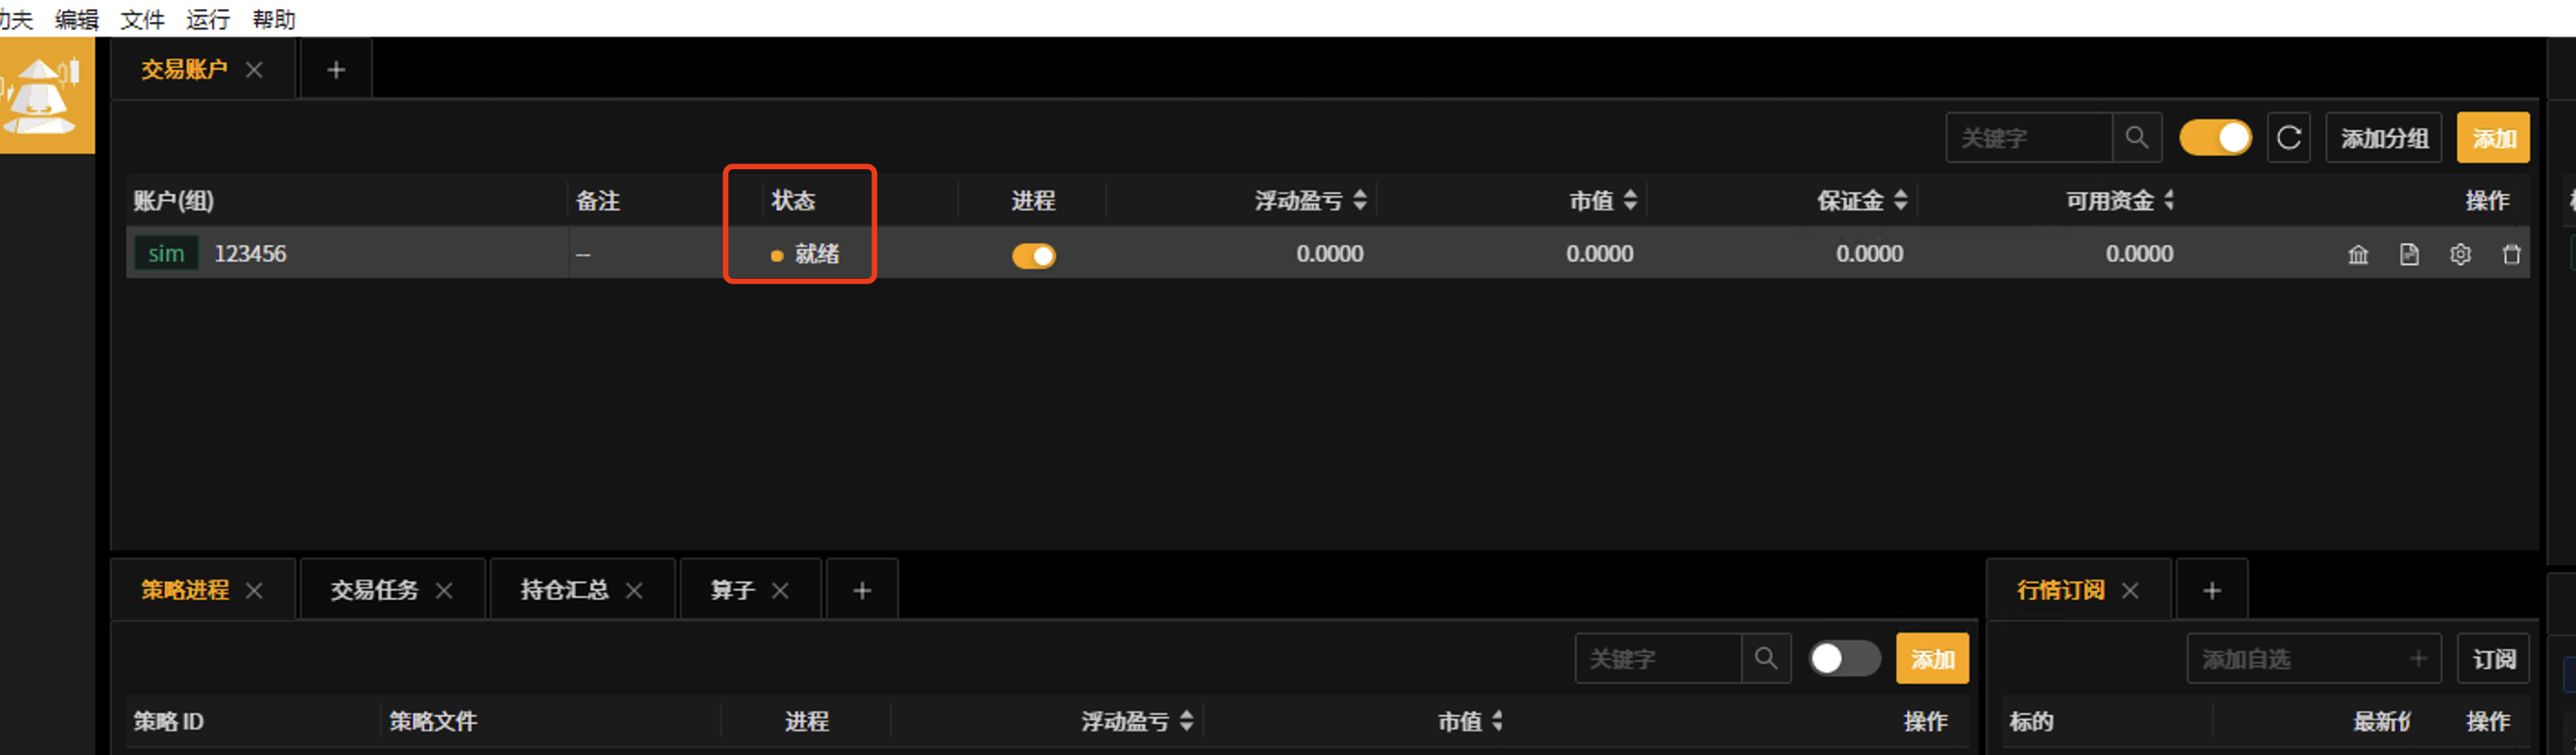 功夫 编辑 文件 运行 帮助
交易账户
关键字 添加分组 添加
账户(组) 备注 状态 进程 浮动盈亏 市值 保证金 可用资金 操作
sim 123456 -- 就绪 0.0000 0.0000 0.0000 0.0000
策略进程 交易任务 持仓汇总 算子
关键字 添加
策略 ID 策略文件 进程 浮动盈亏 市值 操作
行情订阅
添加自选 订阅
标的 最新价 操作